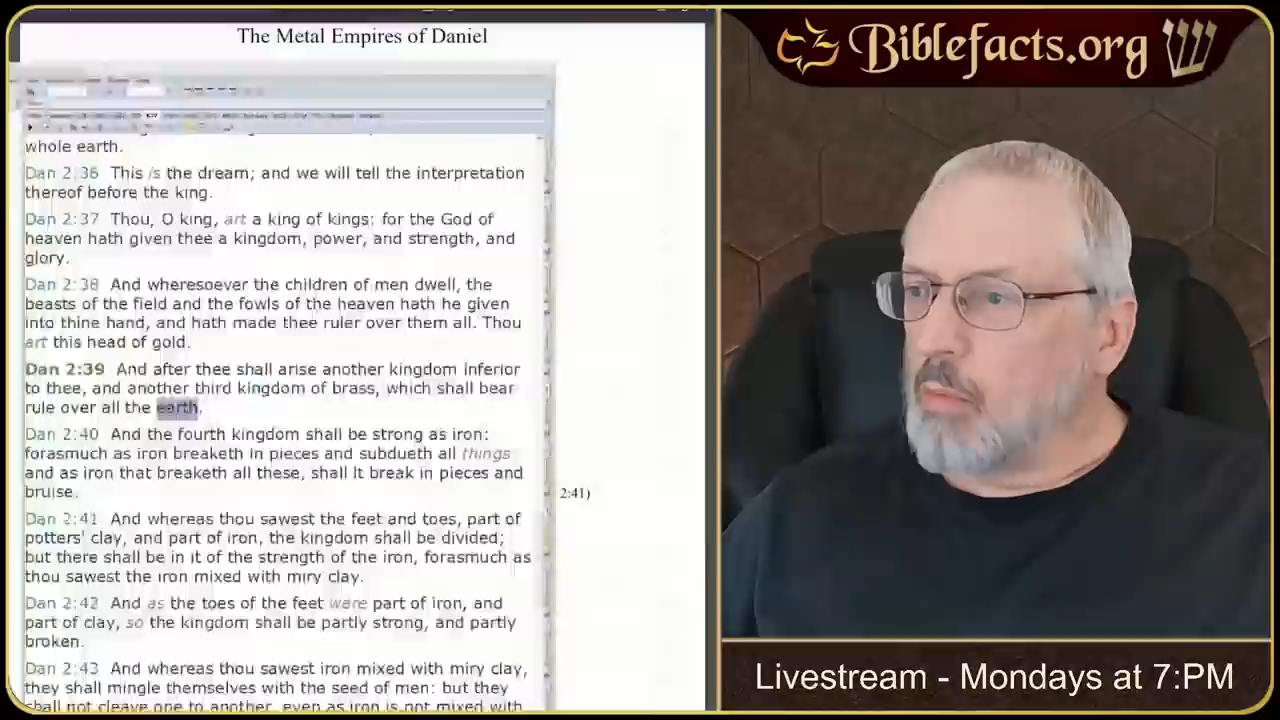 The Metal Empires of Daniel
whole earth.
Dan 2:36 This is the dream; and we will tell the interpretation
thereof before the king.
Dan 2:37 Thou, O king, art a king of kings: for the God of
heaven hath given thee a kingdom, power, and strength, and
glory.
Dan 2:38 And wheresoever the children of men dwell, the
beasts of the field and the fowls of the heaven hath he given
into thine hand, and hath made thee ruler over them all. Thou
art this head of gold.
Dan 2:39 And after thee shall arise another kingdom inferior
to thee, and another third kingdom of brass, which shall bear
rule over all the earth.
Dan 2:40 And the fourth kingdom shall be strong as iron:
forasmuch as iron breaketh in pieces and subdueth all things
and as iron that breaketh all these, shall it break in pieces and
bruise.
2:41)
Dan 2:41 And whereas thou sawest the feet and toes, part of
potters' clay, and part of iron, the kingdom shall be divided;
but there shall be in it of the strength of the iron, forasmuch as
thou sawest the iron mixed with miry clay.
Dan 2:42 And as the toes of the feet were part of iron, and
part of clay, so the kingdom shall be partly strong, and partly
broken.
Dan 2:43 And whereas thou sawest iron mixed with miry clay,
they shall mingle themselves with the seed of men: but they
shall not cleave one to another, even as iron is not mixed with
Biblefacts.org ש
Livestream - Mondays at 7:PM